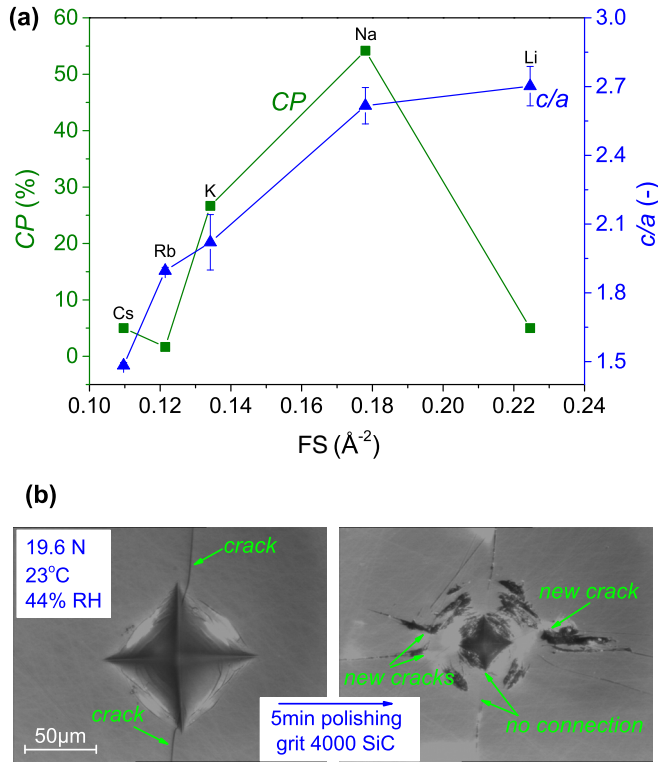 (a)
60
50
40
30
20
10
0
CP (%)
3.0
2.7
2.4
2.1
1.8
1.5
c/a (-)
Na
Li
CP
c/a
K
Rb
Cs
0.10 0.12 0.14 0.16 0.18 0.20 0.22 0.24
FS (Å⁻²)
(b)
19.6 N
23°C
44% RH
crack
crack
50µm
5min polishing
grit 4000 SiC
new crack
new cracks
no connection